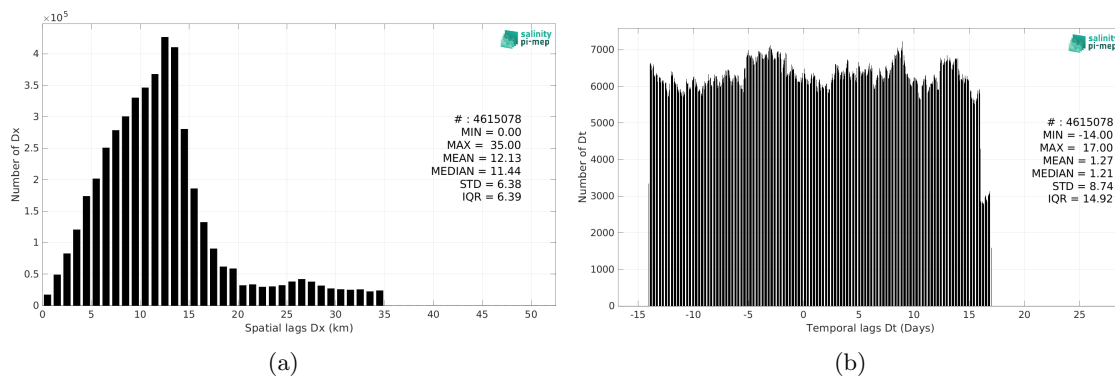 ×10⁵
4
3.5
3
2.5
2
1.5
1
0.5
0
Number of Dx
salinity
pi-mep
# : 4615078
MIN = 0.00
MAX = 35.00
MEAN = 12.13
MEDIAN = 11.44
STD = 6.38
IQR = 6.39
0 5 10 15 20 25 30 35 40 45 50
Spatial lags Dx (km)
(a)
7000
6000
5000
4000
3000
2000
1000
0
Number of Dt
salinity
pi-mep
# : 4615078
MIN = -14.00
MAX = 17.00
MEAN = 1.27
MEDIAN = 1.21
STD = 8.74
IQR = 14.92
-15 -10 -5 0 5 10 15 20 25
Temporal lags Dt (Days)
(b)